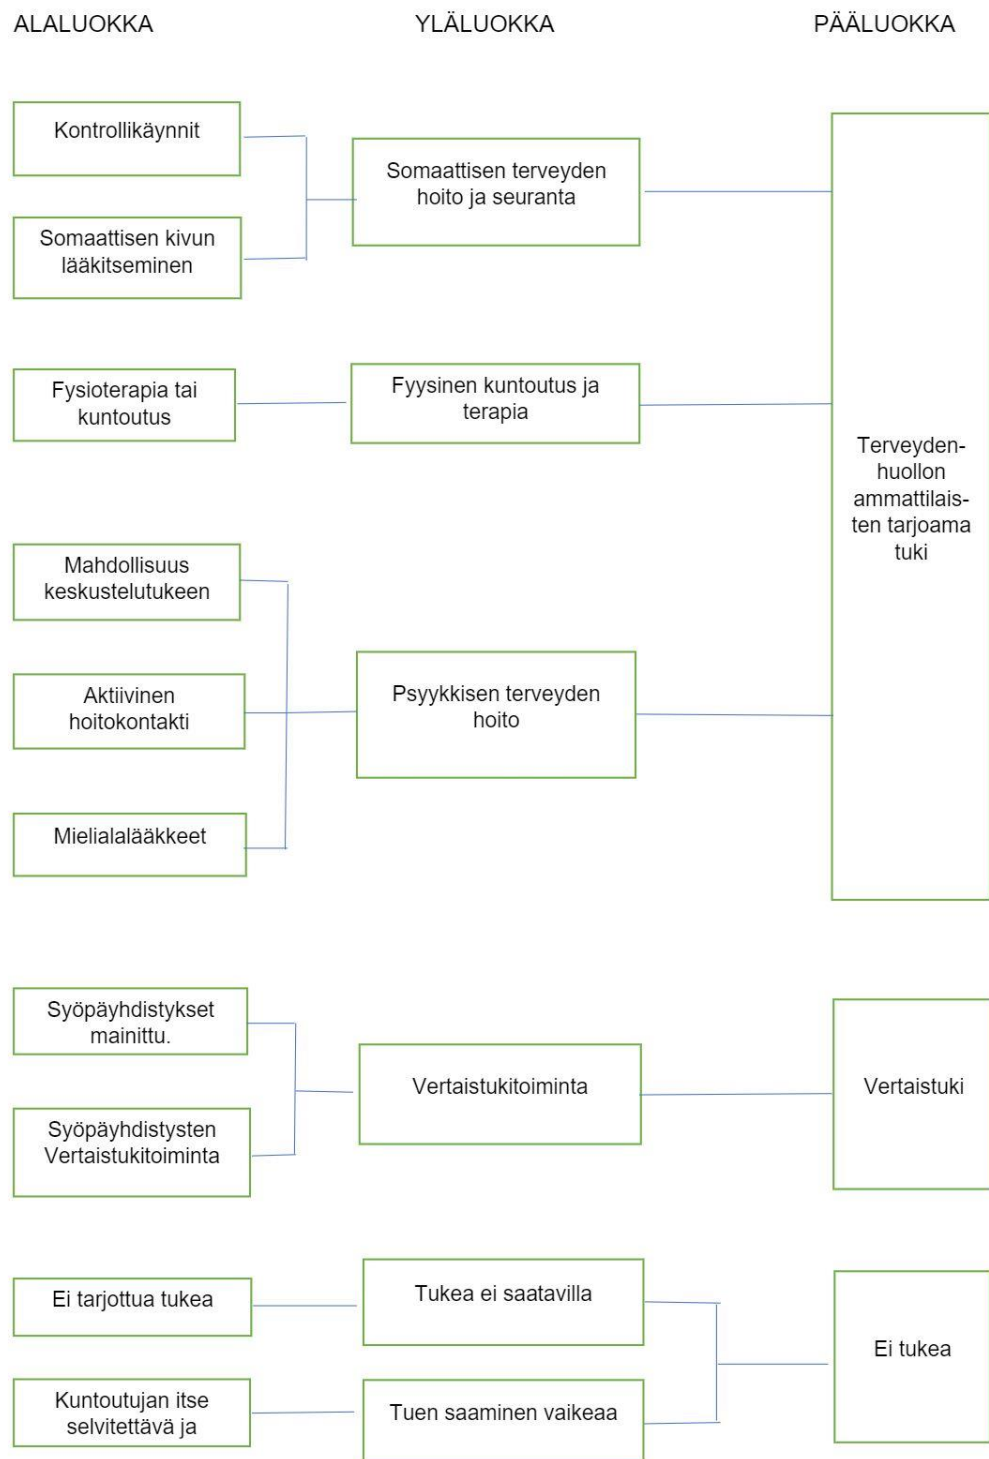 ALALUOKKA
YLÄLUOKKA
PÄÄLUOKKA
Kontrollikäynnit
Somaattisen terveyden
hoito ja seuranta
Somaattisen kivun
lääkitseminen
Fysioterapia tai
kuntoutus
Fyysinen kuntoutus ja
terapia
Terveyden-
huollon
ammattilais-
ten tarjoama
tuki
Mahdollisuus
keskustelutukeen
Aktiivinen
hoitokontakti
Psyykkisen terveyden
hoito
Mielialalääkkeet
Syöpäyhdistykset
mainittu.
Vertaistukitoiminta
Vertaistuki
Syöpäyhdistysten
Vertaistukitoiminta
Ei tarjottua tukea
Tukea ei saatavilla
Ei tukea
Kuntoutujan itse
selvitettävä ja
Tuen saaminen vaikeaa